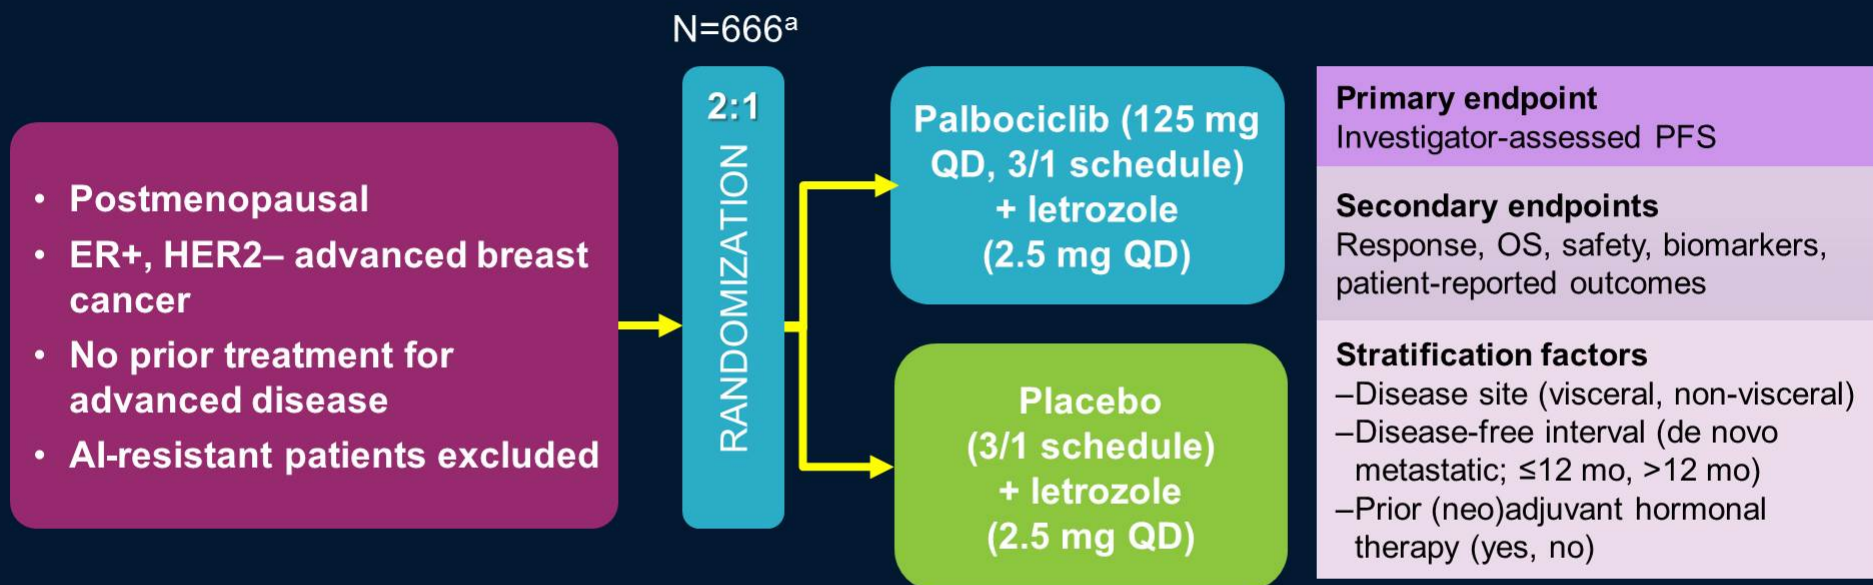 N=666ᵃ
• Postmenopausal
• ER+, HER2– advanced breast
cancer
• No prior treatment for
advanced disease
• AI-resistant patients excluded
2:1
RANDOMIZATION
Palbociclib (125 mg
QD, 3/1 schedule)
+ letrozole
(2.5 mg QD)
Placebo
(3/1 schedule)
+ letrozole
(2.5 mg QD)
Primary endpoint
Investigator-assessed PFS
Secondary endpoints
Response, OS, safety, biomarkers,
patient-reported outcomes
Stratification factors
–Disease site (visceral, non-visceral)
–Disease-free interval (de novo
metastatic; ≤12 mo, >12 mo)
–Prior (neo)adjuvant hormonal
therapy (yes, no)